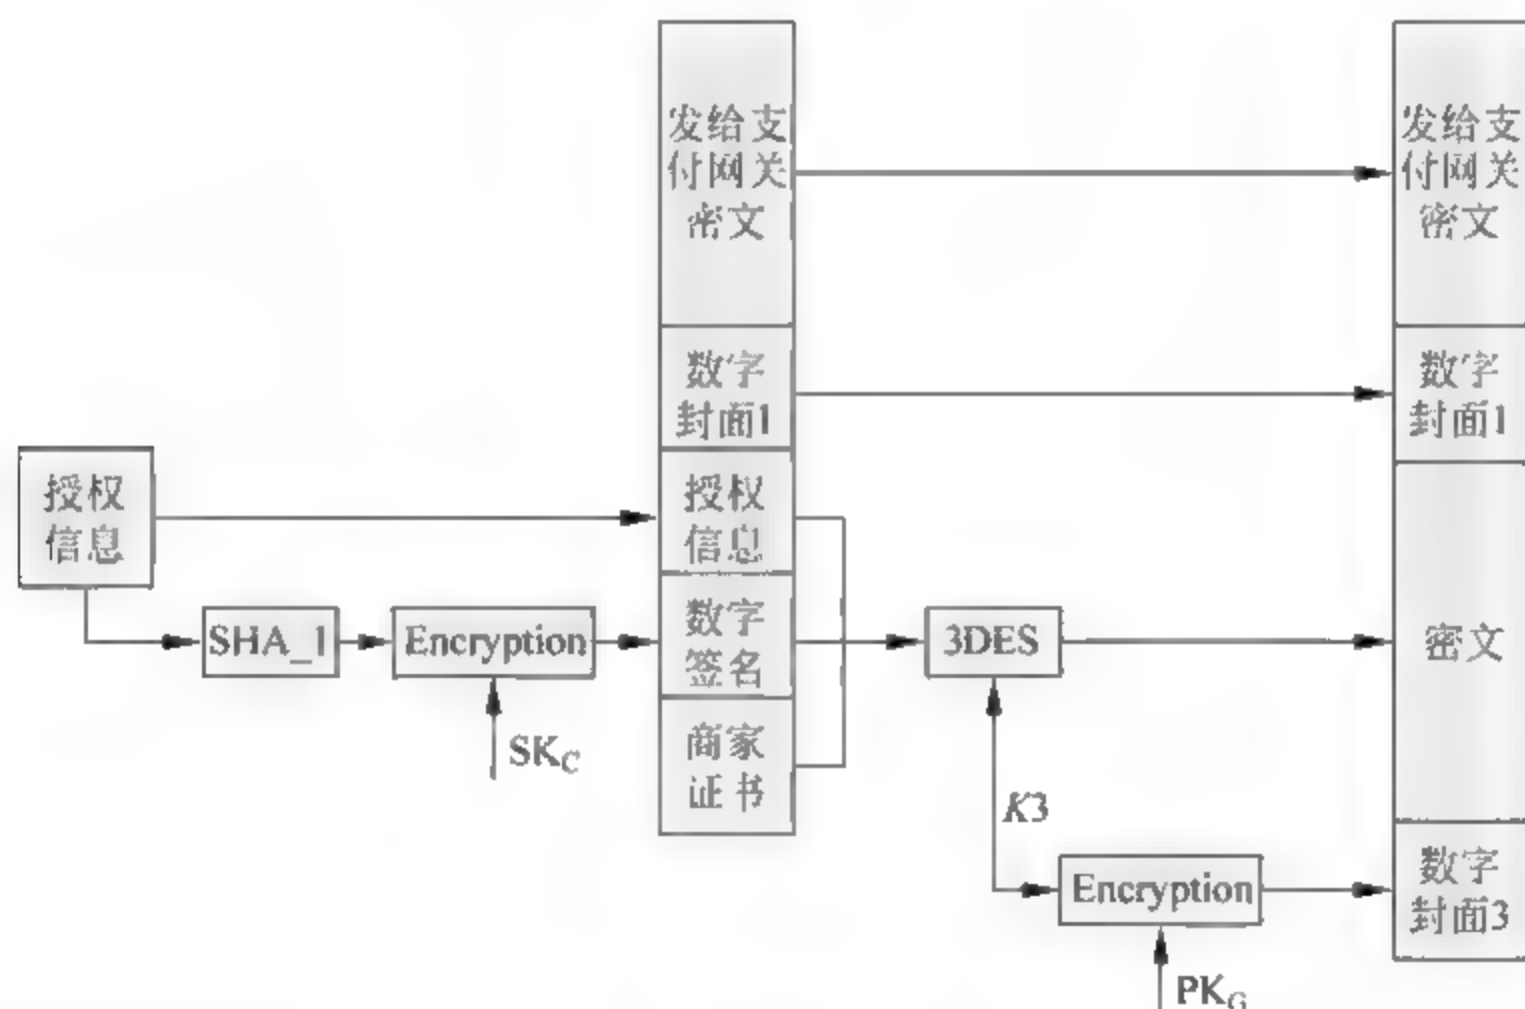 发给支
付网关
密文
发给支
付网关
密文
数字
封面1
数字
封面1
授权
信息
授权
信息
SHA_1
Encryption
SK_C
数字
签名
商家
证书
3DES
密文
K3
Encryption
PK_G
数字
封面3